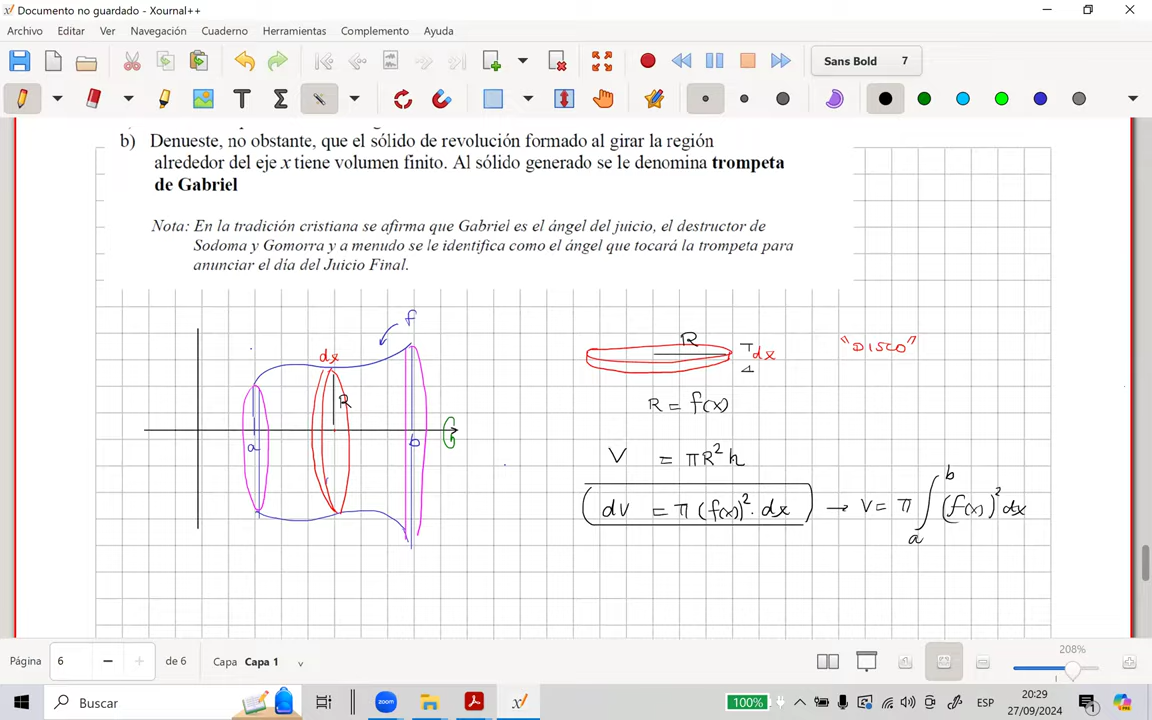 Documento no guardado - Xournal++
Archivo Editar Ver Navegación Cuaderno Herramientas Complemento Ayuda
Sans Bold 7
b) Denueste, no obstante, que el sólido de revolución formado al girar la región
alrededor del eje x tiene volumen finito. Al sólido generado se le denomina trompeta
de Gabriel
Nota: En la tradición cristiana se afirma que Gabriel es el ángel del juicio, el destructor de
Sodoma y Gomorra y a menudo se le identifica como el ángel que tocará la trompeta para
anunciar el día del Juicio Final.
f
dx
R
a
b
R
dx
"DISCO"
R = f(x)
V = πR²h
dV = π (f(x))². dx → V = π ∫ₐᵇ (f(x))² dx
Página 6 de 6 Capa Capa 1
208%
Buscar
zoom
100%
ESP
20:29
27/09/2024
1